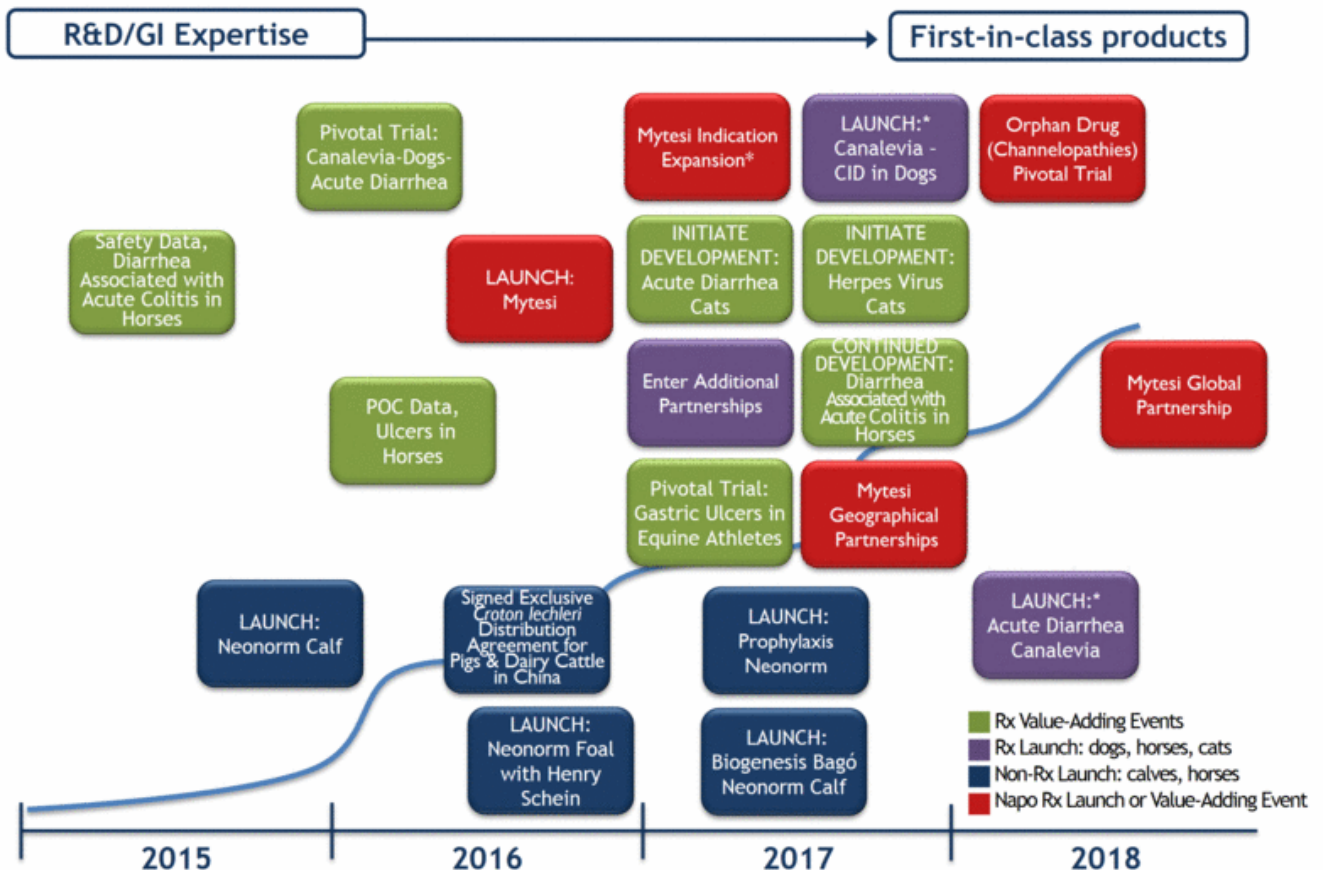 R&D/GI Expertise
First-in-class products
Pivotal Trial:
Canalevia-Dogs-
Acute Diarrhea
Mytesi Indication
Expansion*
LAUNCH:*
Canalevia -
CID in Dogs
Orphan Drug
(Channelopathies)
Pivotal Trial
Safety Data,
Diarrhea
Associated with
Acute Colitis in
Horses
LAUNCH:
Mytesi
INITIATE
DEVELOPMENT:
Acute Diarrhea
Cats
INITIATE
DEVELOPMENT:
Herpes Virus
Cats
POC Data,
Ulcers in
Horses
Enter Additional
Partnerships
CONTINUED
DEVELOPMENT:
Diarrhea
Associated with
Acute Colitis in
Horses
Mytesi Global
Partnership
Pivotal Trial:
Gastric Ulcers in
Equine Athletes
Mytesi
Geographical
Partnerships
LAUNCH:
Neonorm Calf
Signed Exclusive
Croton lechleri
Distribution
Agreement for
Pigs & Dairy Cattle
in China
LAUNCH:
Prophylaxis
Neonorm
LAUNCH:*
Acute Diarrhea
Canalevia
LAUNCH:
Neonorm Foal
with Henry
Schein
LAUNCH:
Biogenesis Bagó
Neonorm Calf
Rx Value-Adding Events
Rx Launch: dogs, horses, cats
Non-Rx Launch: calves, horses
Napo Rx Launch or Value-Adding Event
2015
2016
2017
2018